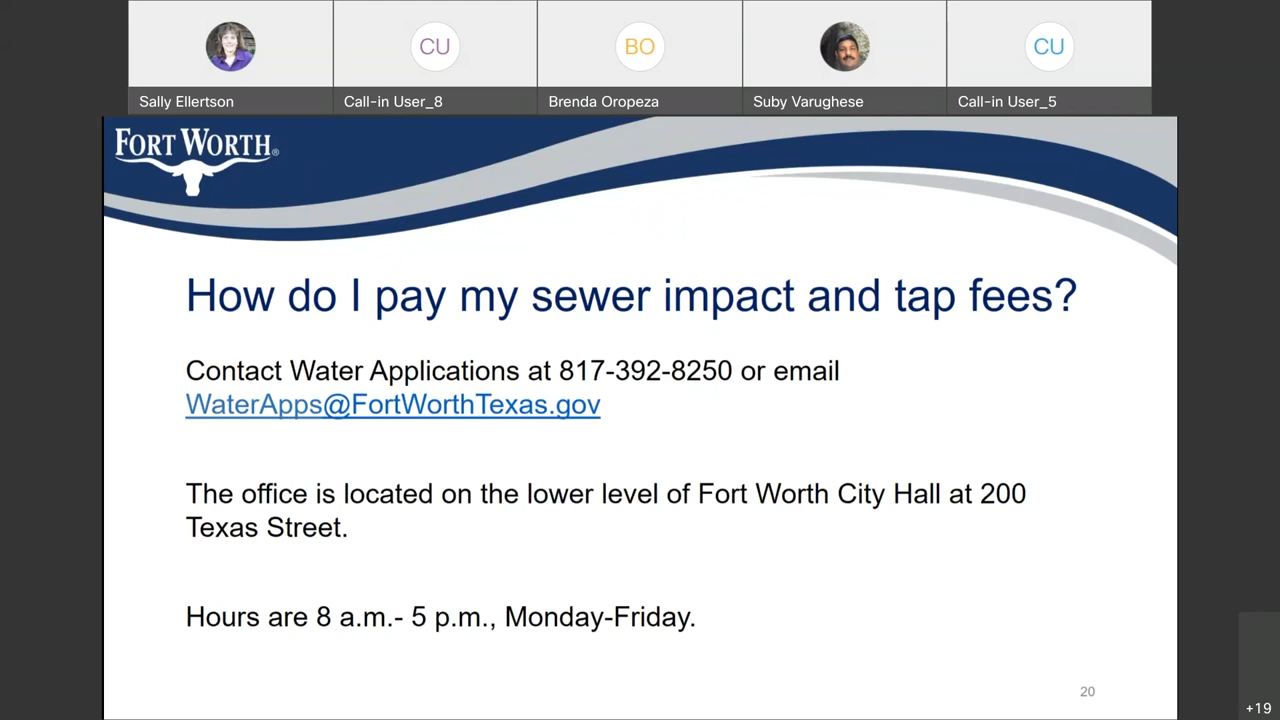 CU
BO
CU
Sally Ellertson
Call-in User_8
Brenda Oropeza
Suby Varughese
Call-in User_5
FORT WORTH®
How do I pay my sewer impact and tap fees?
Contact Water Applications at 817-392-8250 or email
WaterApps@FortWorthTexas.gov
The office is located on the lower level of Fort Worth City Hall at 200
Texas Street.
Hours are 8 a.m.- 5 p.m., Monday-Friday.
20
+19